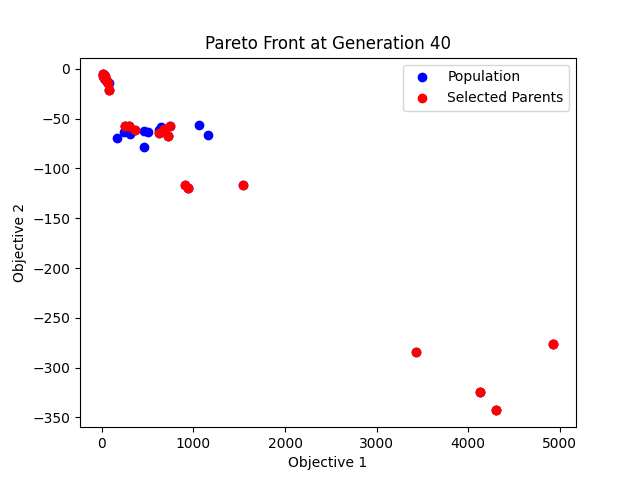 Pareto Front at Generation 40
Population
Selected Parents
0
−50
−100
−150
−200
−250
−300
−350
Objective 2
0
1000
2000
3000
4000
5000
Objective 1